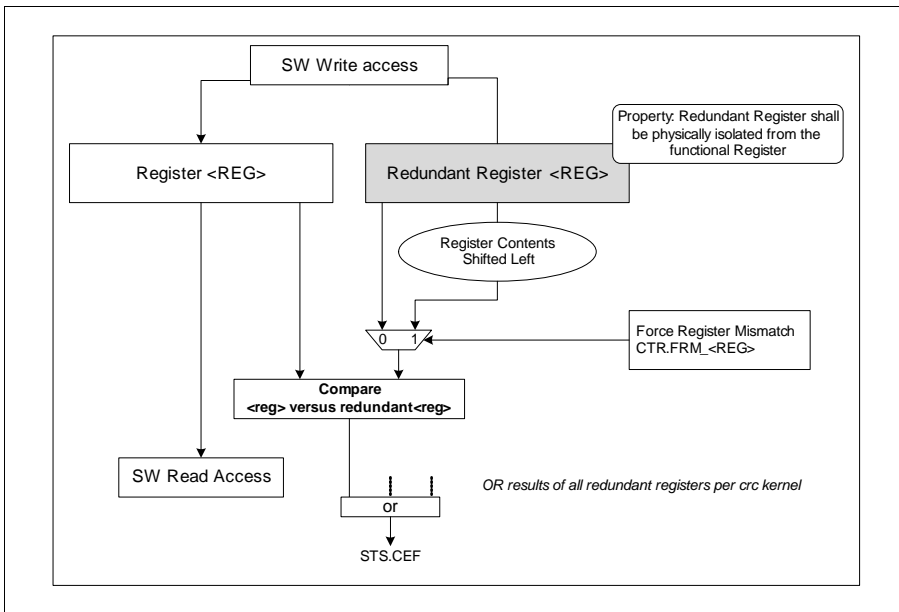 SW Write access
Property: Redundant Register shall
be physically isolated from the
functional Register
Register <REG>
Redundant Register <REG>
Register Contents
Shifted Left
0 1
Force Register Mismatch
CTR.FRM_<REG>
Compare
<reg> versus redundant<reg>
SW Read Access
OR results of all redundant registers per crc kernel
or
STS.CEF